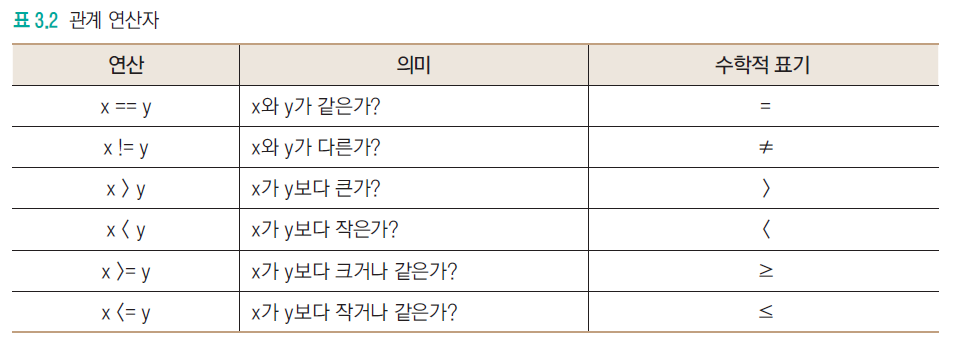 표 3.2 관계 연산자
연산 의미 수학적 표기
x == y x와 y가 같은가? =
x != y x와 y가 다른가? ≠
x 〉 y x가 y보다 큰가? 〉
x 〈 y x가 y보다 작은가? 〈
x 〉= y x가 y보다 크거나 같은가? ≥
x 〈= y x가 y보다 작거나 같은가? ≤